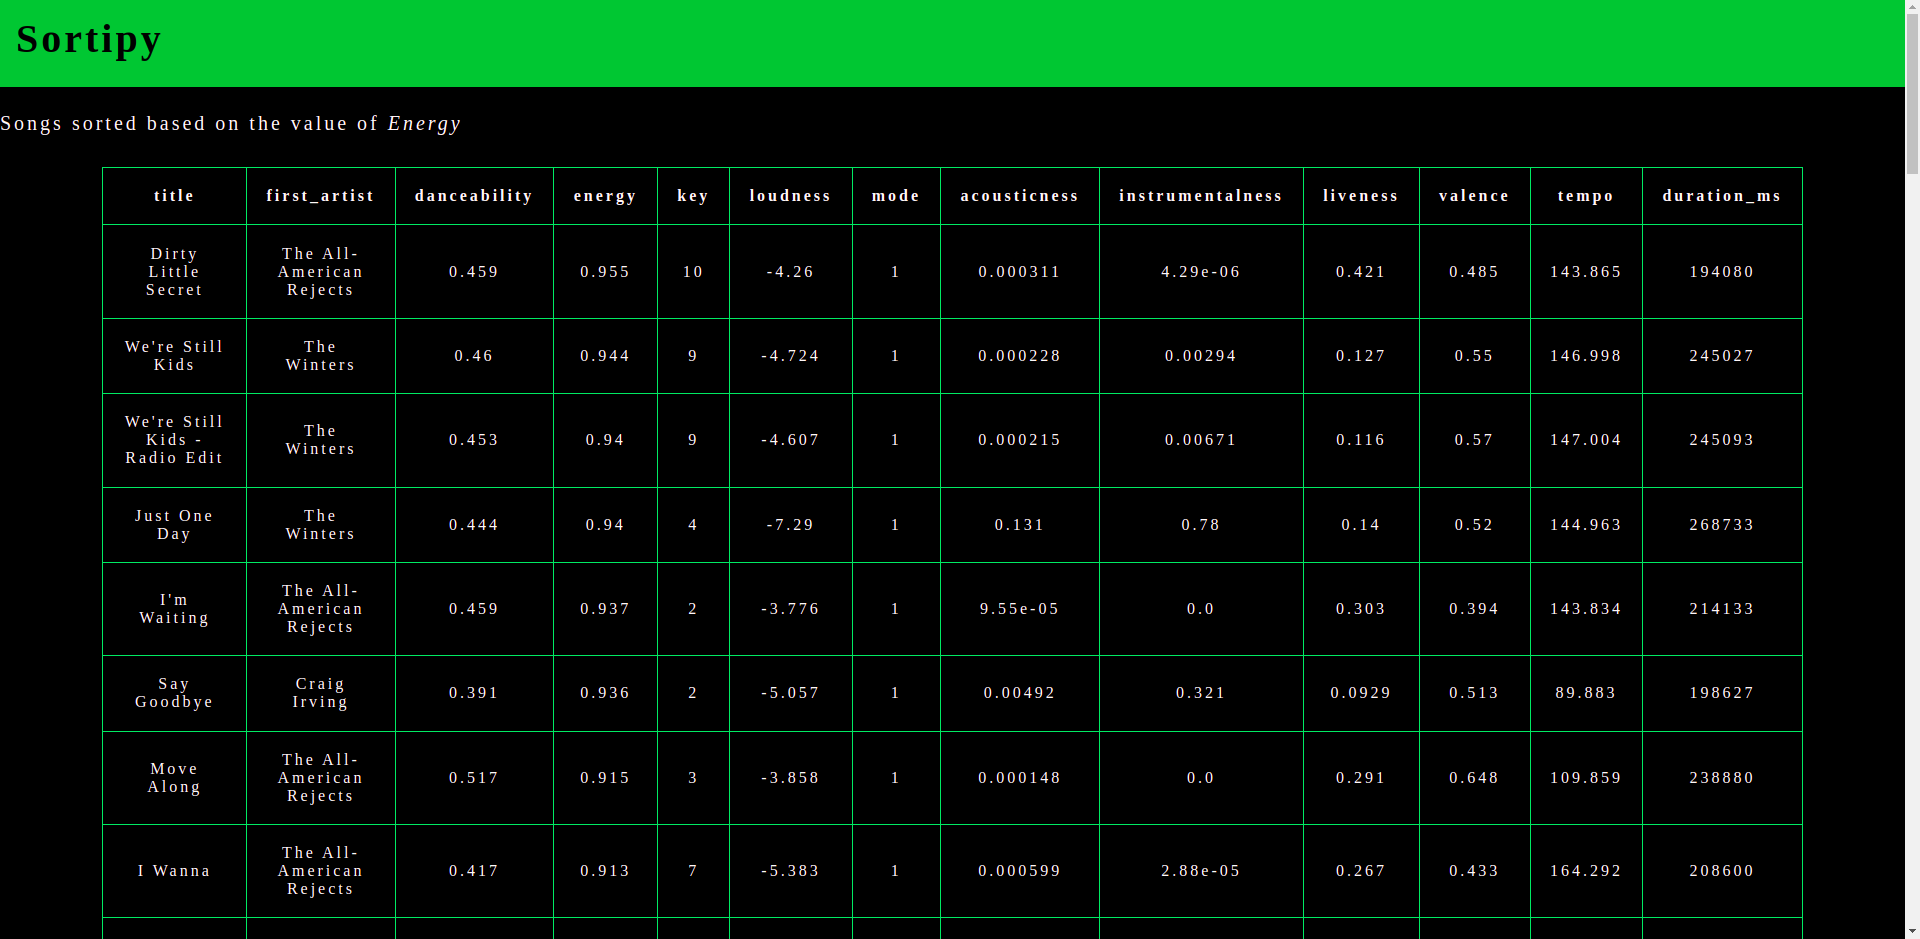 Sortipy
Songs sorted based on the value of Energy
title first_artist danceability energy key loudness mode acousticness instrumentalness liveness valence tempo duration_ms
Dirty Little Secret The All-American Rejects 0.459 0.955 10 -4.26 1 0.000311 4.29e-06 0.421 0.485 143.865 194080
We're Still Kids The Winters 0.46 0.944 9 -4.724 1 0.000228 0.00294 0.127 0.55 146.998 245027
We're Still Kids - Radio Edit The Winters 0.453 0.94 9 -4.607 1 0.000215 0.00671 0.116 0.57 147.004 245093
Just One Day The Winters 0.444 0.94 4 -7.29 1 0.131 0.78 0.14 0.52 144.963 268733
I'm Waiting The All-American Rejects 0.459 0.937 2 -3.776 1 9.55e-05 0.0 0.303 0.394 143.834 214133
Say Goodbye Craig Irving 0.391 0.936 2 -5.057 1 0.00492 0.321 0.0929 0.513 89.883 198627
Move Along The All-American Rejects 0.517 0.915 3 -3.858 1 0.000148 0.0 0.291 0.648 109.859 238880
I Wanna The All-American Rejects 0.417 0.913 7 -5.383 1 0.000599 2.88e-05 0.267 0.433 164.292 208600